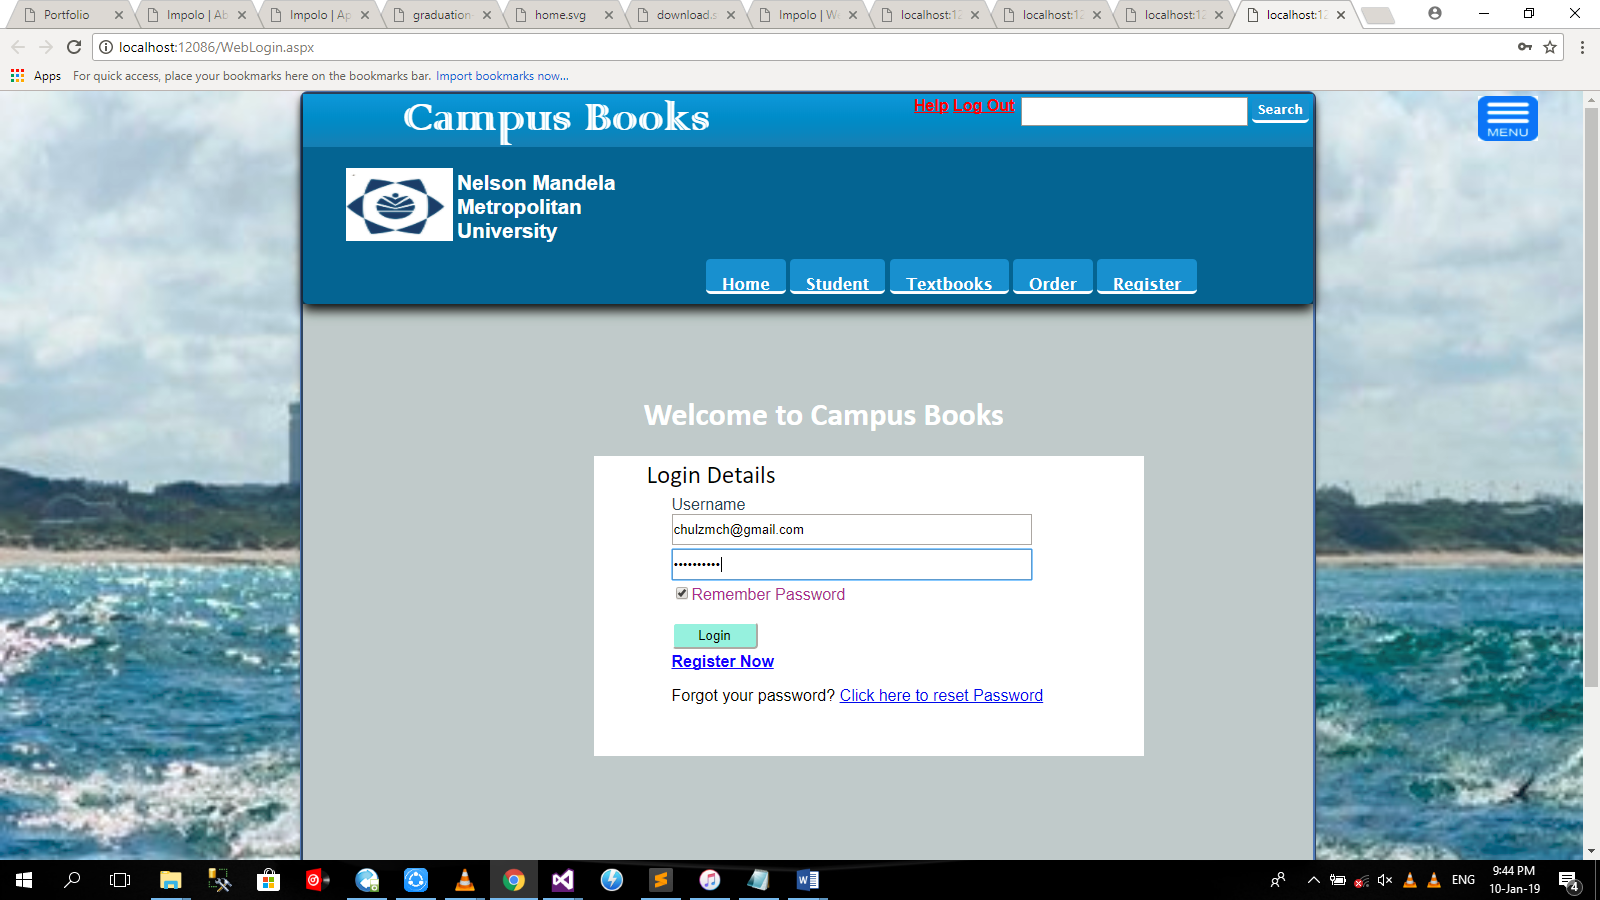 Portfolio
Impolo | Ab
Impolo | Ap
graduation-
home.svg
download.s
Impolo | We
localhost:12
localhost:12
localhost:12
localhost:12
localhost:12086/WebLogin.aspx
Apps For quick access, place your bookmarks here on the bookmarks bar. Import bookmarks now...
Campus Books
Help Log Out
Search
MENU
Nelson Mandela
Metropolitan
University
Home Student Textbooks Order Register
Welcome to Campus Books
Login Details
Username
chulzmch@gmail.com
••••••••••
Remember Password
Login
Register Now
Forgot your password? Click here to reset Password
ENG
9:44 PM
10-Jan-19
4